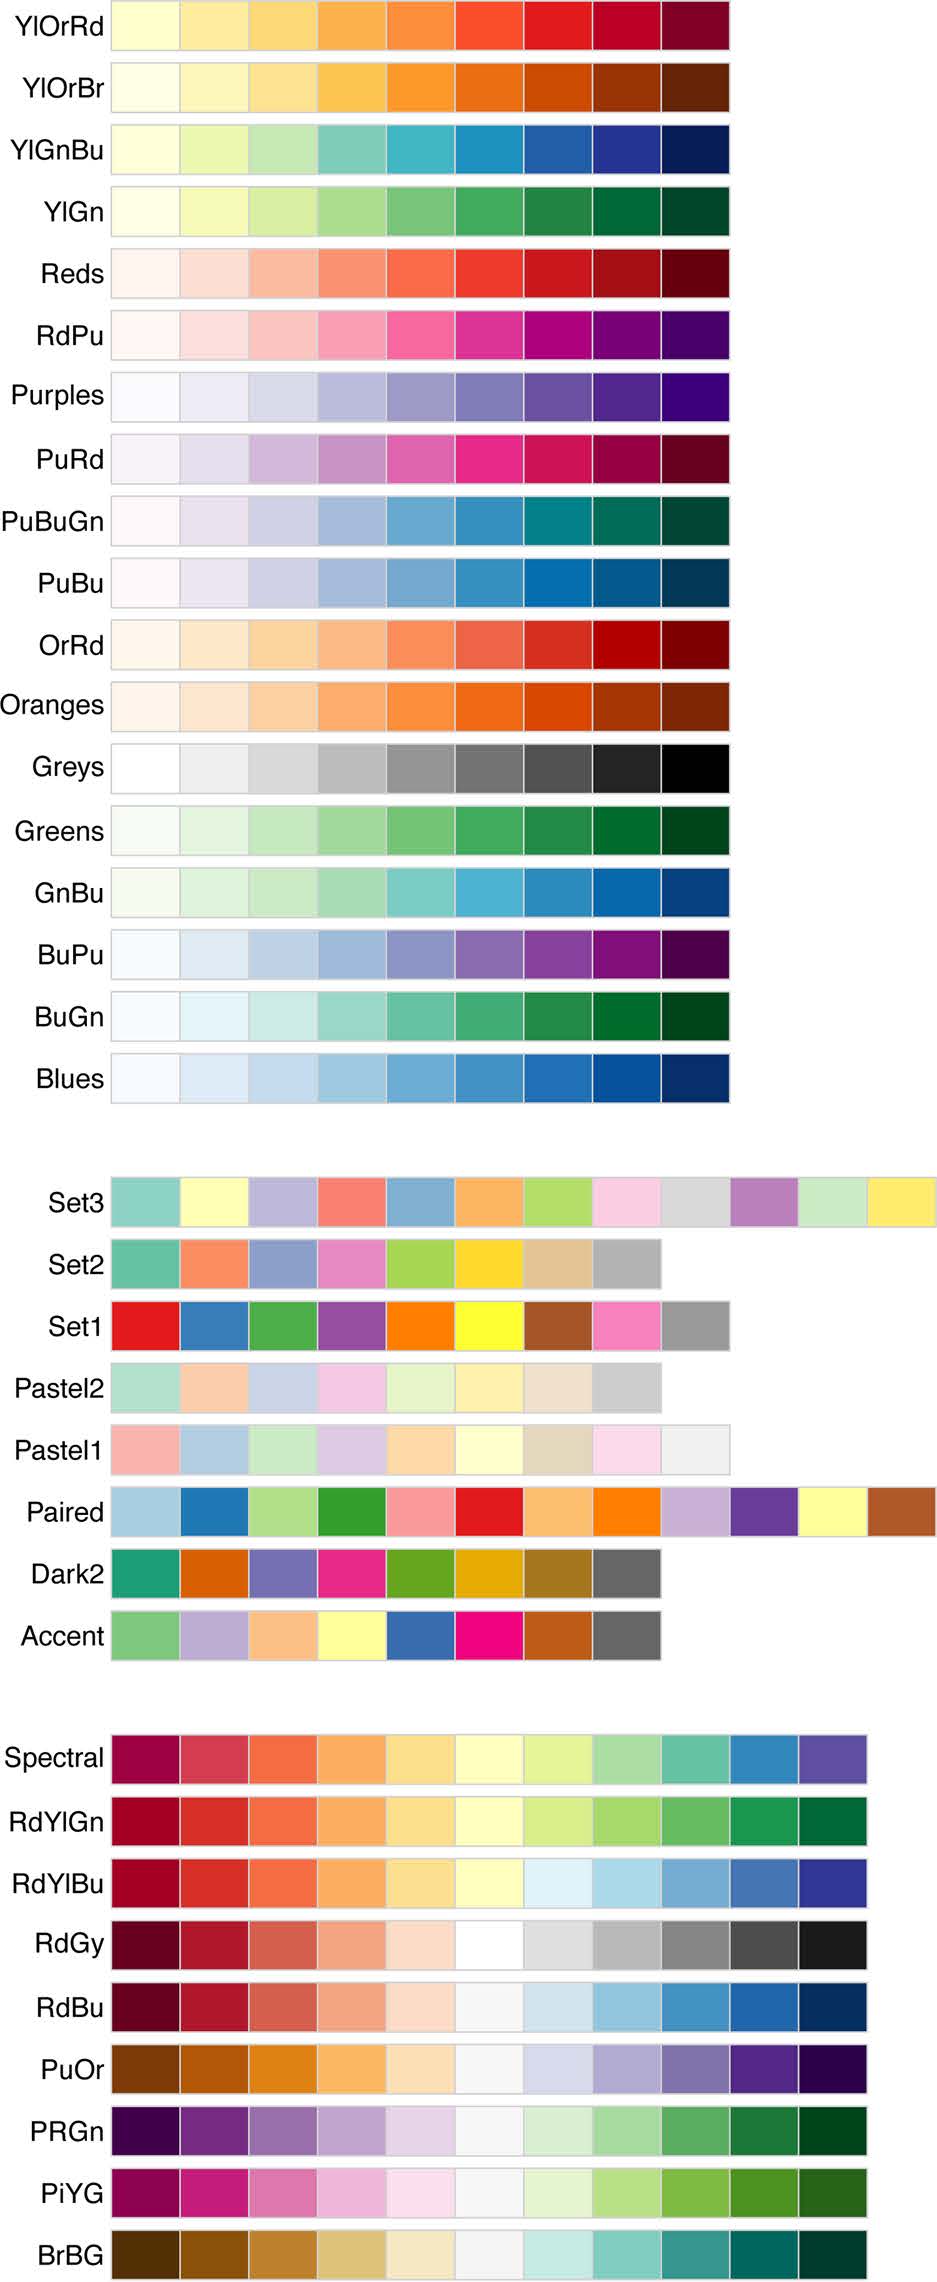 YlOrRd
YlOrBr
YlGnBu
YlGn
Reds
RdPu
Purples
PuRd
PuBuGn
PuBu
OrRd
Oranges
Greys
Greens
GnBu
BuPu
BuGn
Blues
Set3
Set2
Set1
Pastel2
Pastel1
Paired
Dark2
Accent
Spectral
RdYlGn
RdYlBu
RdGy
RdBu
PuOr
PRGn
PiYG
BrBG